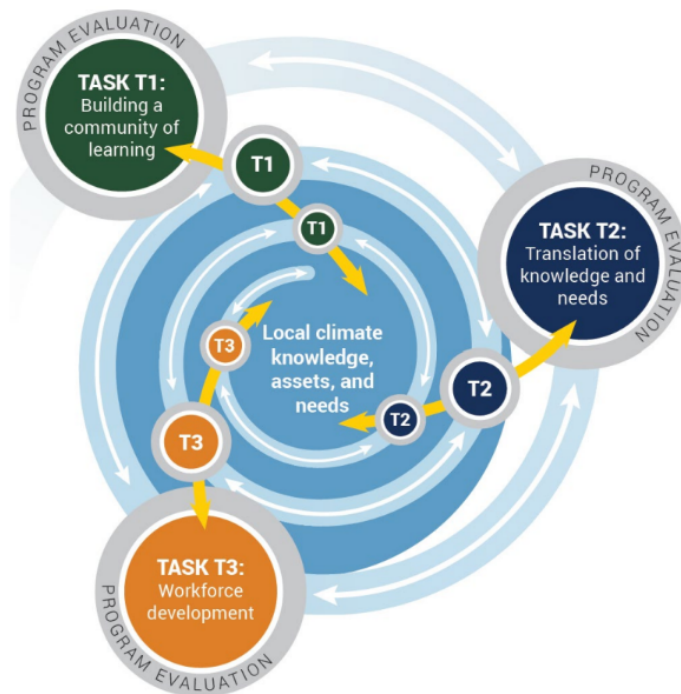 PROGRAM EVALUATION
TASK T1:
Building a
community of
learning
T1
T1
PROGRAM EVALUATION
TASK T2:
Translation of
knowledge and
needs
T3
Local climate
knowledge,
assets, and
needs
T2
T2
T3
TASK T3:
Workforce
development
PROGRAM EVALUATION